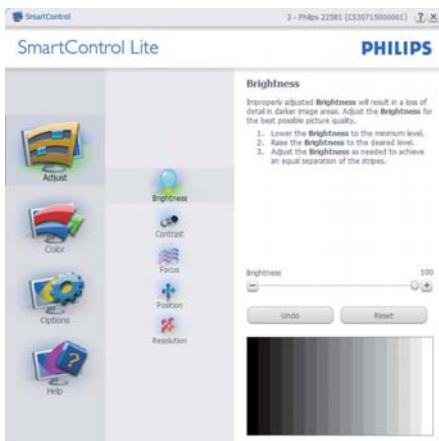 SmartControl
2 - Philips 225B1 (CS30715000001)
SmartControl Lite
PHILIPS
Adjust
Color
Options
Help
Brightness
Contrast
Focus
Position
Resolution
Brightness
Improperly adjusted Brightness will result in a loss of
detail in darker image areas. Adjust the Brightness for
the best possible picture quality.
1. Lower the Brightness to the minimum level.
2. Raise the Brightness to the desired level.
3. Adjust the Brightness as needed to achieve
an equal separation of the stripes.
Brightness
100
Undo
Reset